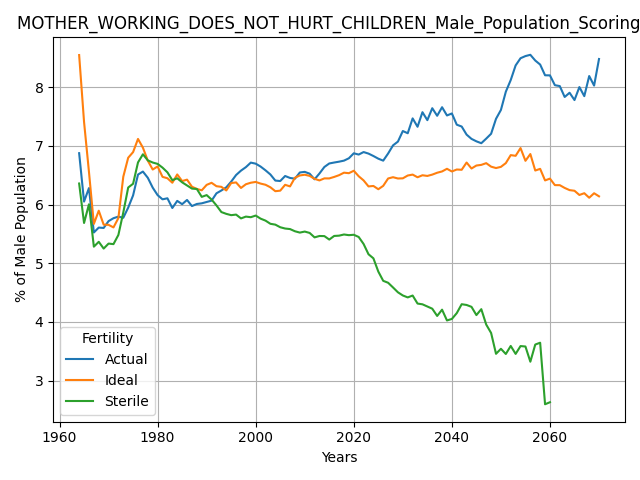 MOTHER_WORKING_DOES_NOT_HURT_CHILDREN_Male_Population_Scoring
% of Male Population
8
7
6
5
4
3
Fertility
Actual
Ideal
Sterile
1960
1980
2000
2020
2040
2060
Years